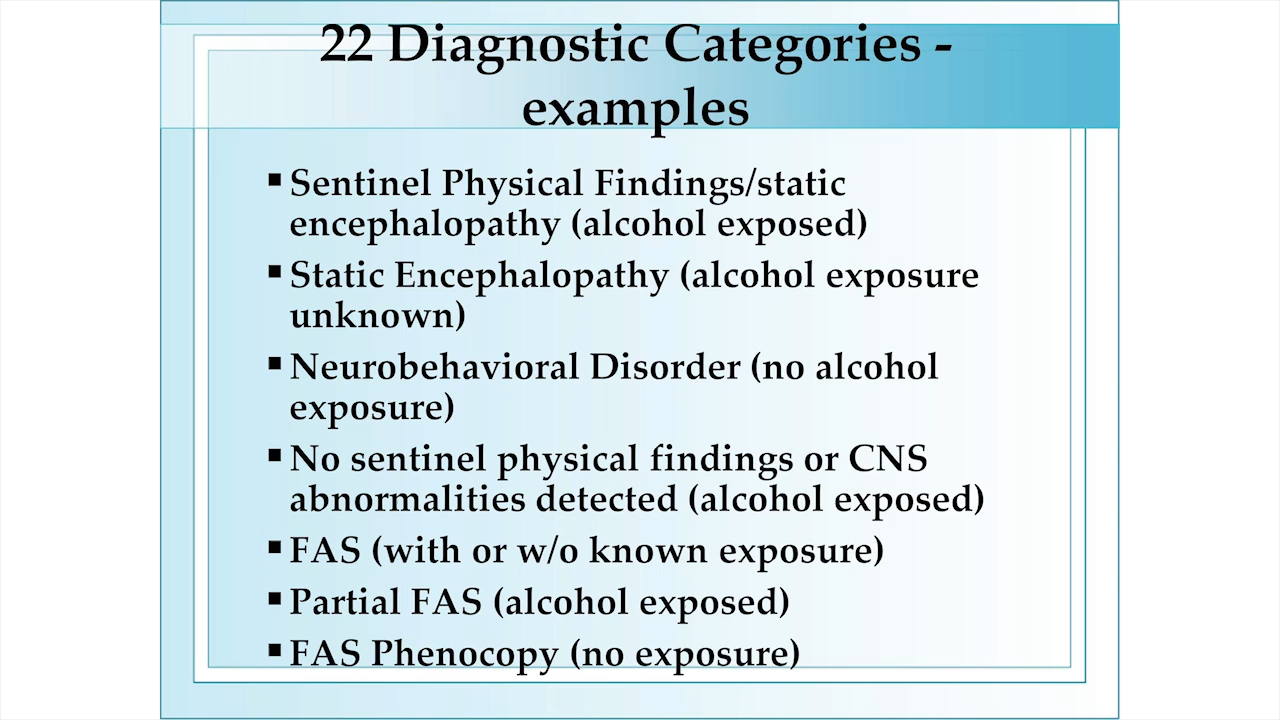 22 Diagnostic Categories -
examples
▪ Sentinel Physical Findings/static
encephalopathy (alcohol exposed)
▪ Static Encephalopathy (alcohol exposure
unknown)
▪ Neurobehavioral Disorder (no alcohol
exposure)
▪ No sentinel physical findings or CNS
abnormalities detected (alcohol exposed)
▪ FAS (with or w/o known exposure)
▪ Partial FAS (alcohol exposed)
▪ FAS Phenocopy (no exposure)